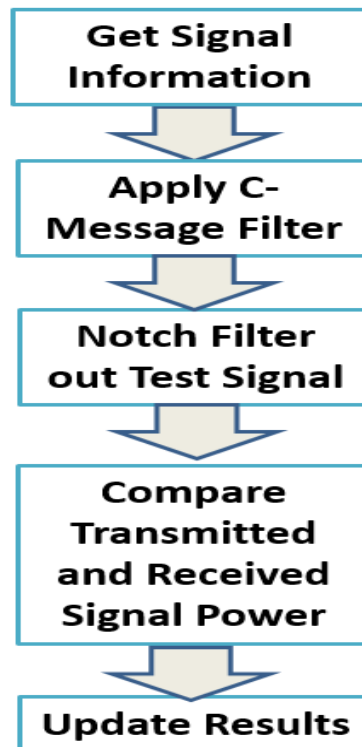 Get Signal
Information
Apply C-
Message Filter
Notch Filter
out Test Signal
Compare
Transmitted
and Received
Signal Power
Update Results